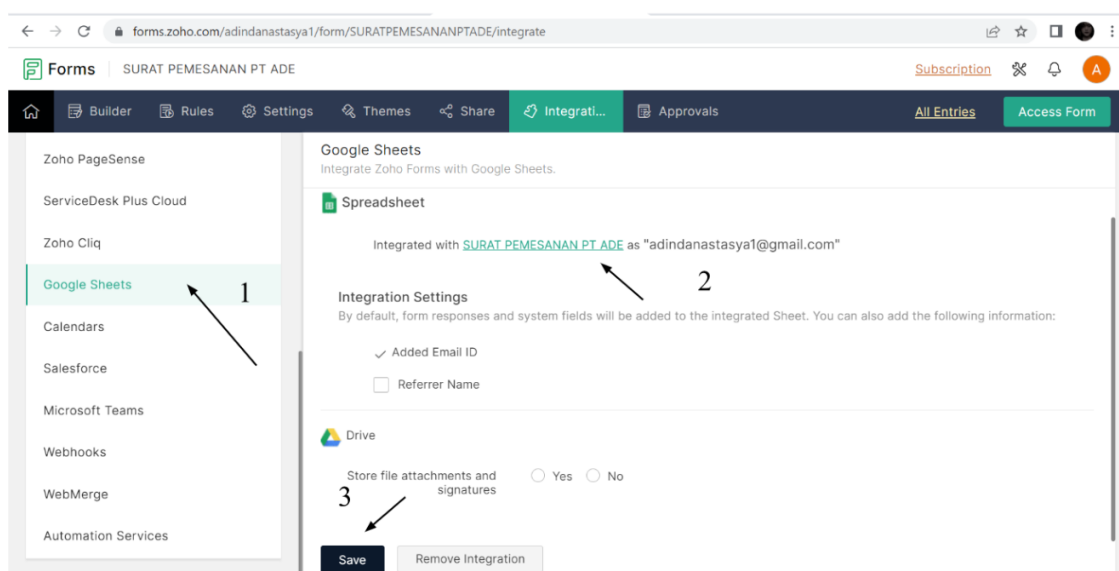 forms.zoho.com/adindanastasya1/form/SURATPEMESANANPTADE/integrate
Forms SURAT PEMESANAN PT ADE Subscription A
Builder Rules Settings Themes Share Integrati... Approvals All Entries Access Form
Zoho PageSense
ServiceDesk Plus Cloud
Zoho Cliq
Google Sheets 1
Calendars
Salesforce
Microsoft Teams
Webhooks
WebMerge
Automation Services
Google Sheets
Integrate Zoho Forms with Google Sheets.
Spreadsheet
Integrated with SURAT PEMESANAN PT ADE as "adindanastasya1@gmail.com"
2
Integration Settings
By default, form responses and system fields will be added to the integrated Sheet. You can also add the following information:
Added Email ID
Referrer Name
Drive
Store file attachments and Yes No
signatures
3
Save Remove Integration